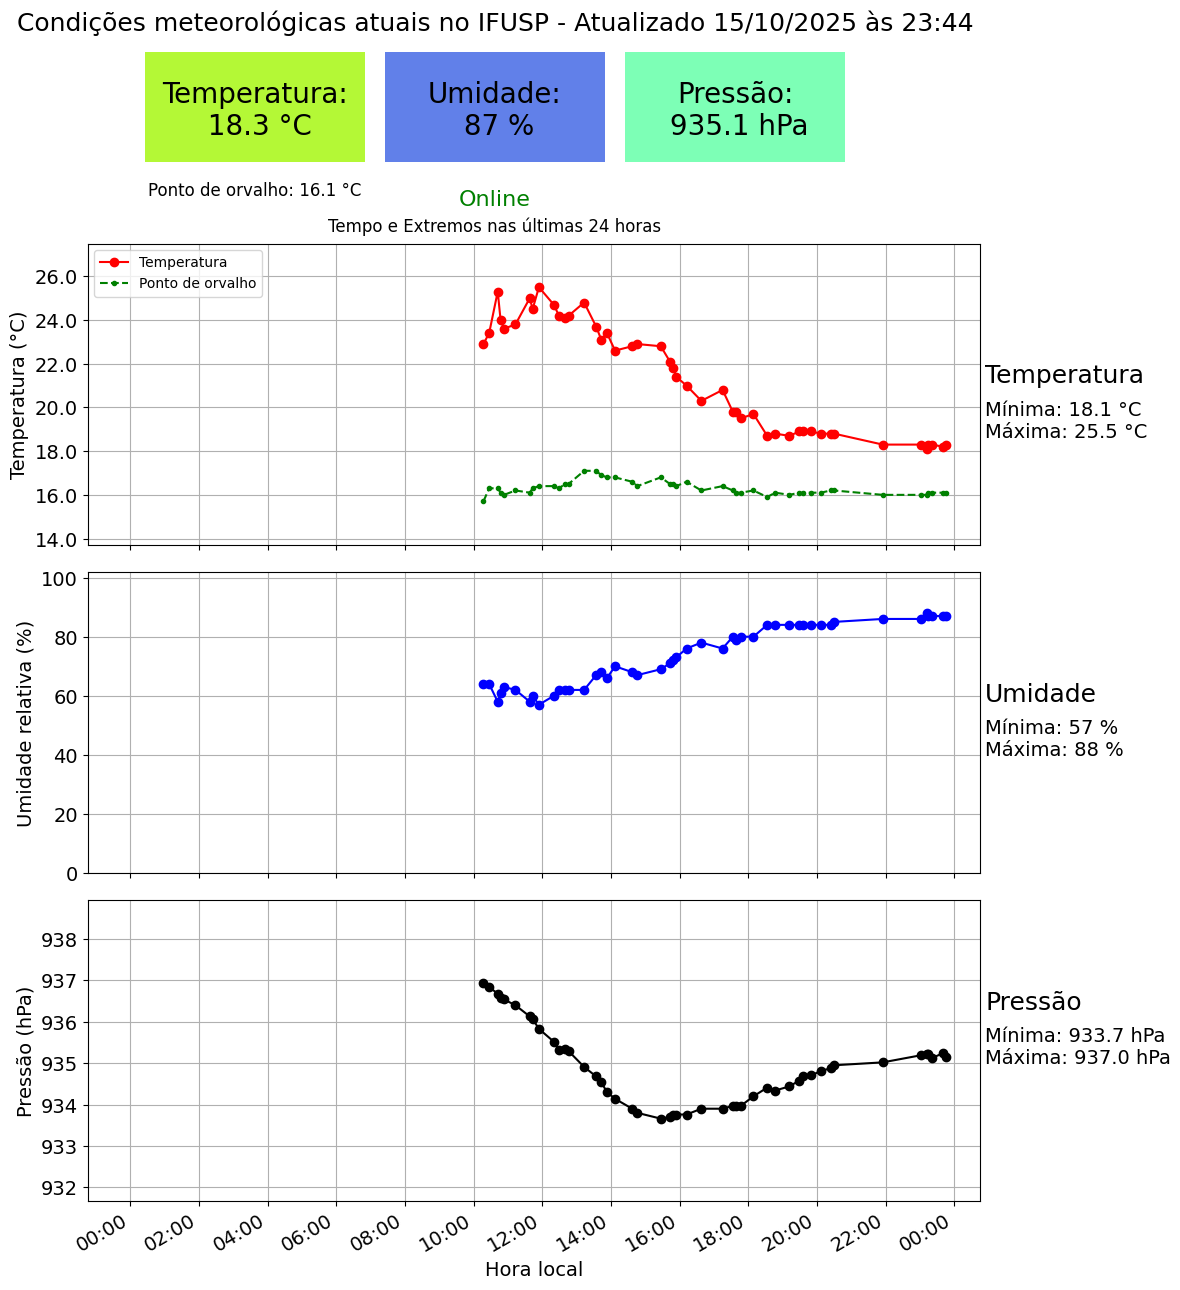 Condições meteorológicas atuais no IFUSP - Atualizado 15/10/2025 às 23:44
Temperatura:
18.3 °C
Umidade:
87 %
Pressão:
935.1 hPa
Ponto de orvalho: 16.1 °C
Online
Tempo e Extremos nas últimas 24 horas
Temperatura
Ponto de orvalho
Temperatura (°C)
26.0
24.0
22.0
20.0
18.0
16.0
14.0
Temperatura
Mínima: 18.1 °C
Máxima: 25.5 °C
Umidade relativa (%)
100
80
60
40
20
0
Umidade
Mínima: 57 %
Máxima: 88 %
Pressão (hPa)
938
937
936
935
934
933
932
Pressão
Mínima: 933.7 hPa
Máxima: 937.0 hPa
00:00 02:00 04:00 06:00 08:00 10:00 12:00 14:00 16:00 18:00 20:00 22:00 00:00
Hora local